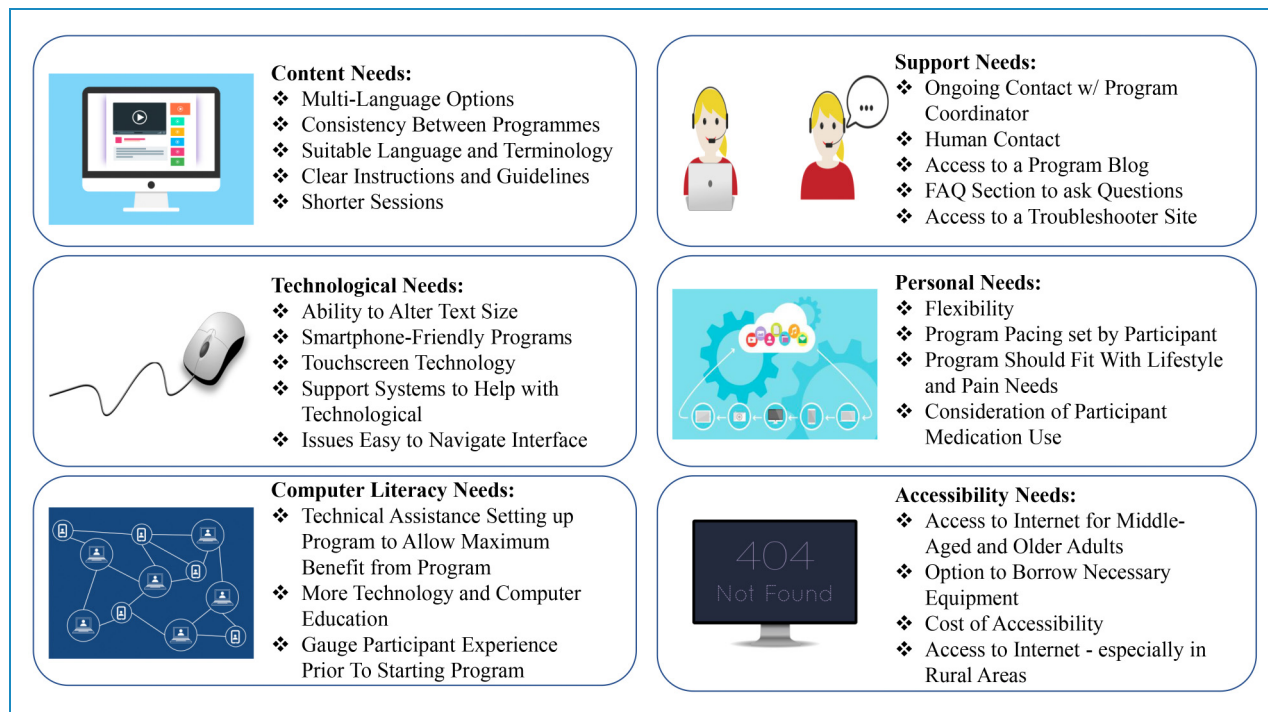 Content Needs:
❖ Multi-Language Options
❖ Consistency Between Programmes
❖ Suitable Language and Terminology
❖ Clear Instructions and Guidelines
❖ Shorter Sessions
Support Needs:
❖ Ongoing Contact w/ Program
Coordinator
❖ Human Contact
❖ Access to a Program Blog
❖ FAQ Section to ask Questions
❖ Access to a Troubleshooter Site
Technological Needs:
❖ Ability to Alter Text Size
❖ Smartphone-Friendly Programs
❖ Touchscreen Technology
❖ Support Systems to Help with
Technological
❖ Issues Easy to Navigate Interface
Personal Needs:
❖ Flexibility
❖ Program Pacing set by Participant
❖ Program Should Fit With Lifestyle
and Pain Needs
❖ Consideration of Participant
Medication Use
Computer Literacy Needs:
❖ Technical Assistance Setting up
Program to Allow Maximum
Benefit from Program
❖ More Technology and Computer
Education
❖ Gauge Participant Experience
Prior To Starting Program
404
Not Found
Accessibility Needs:
❖ Access to Internet for Middle-
Aged and Older Adults
❖ Option to Borrow Necessary
Equipment
❖ Cost of Accessibility
❖ Access to Internet - especially in
Rural Areas